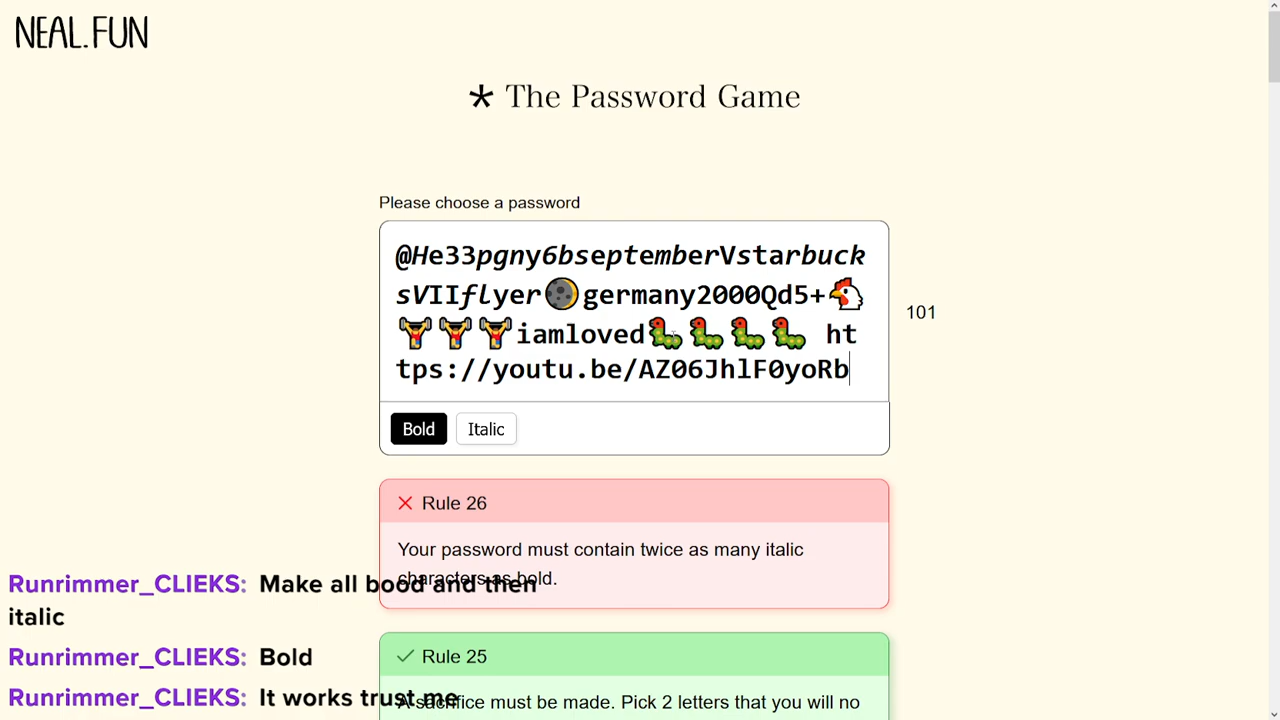 NEAL.FUN
* The Password Game
Please choose a password
@He33pgny6bseptemberVstarbuck
sVIIflyer🌘germany2000Qd5+🐔
🏋️🏋️🏋️iamloved🐛🐛🐛🐛 ht
tps://youtu.be/AZ06JhlF0yoRb
101
Bold Italic
Rule 26
Your password must contain twice as many italic
characters as bold.
Rule 25
A sacrifice must be made. Pick 2 letters that you will no
Runrimmer_CLIEKS: Make all bood and then
italic
Runrimmer_CLIEKS: Bold
Runrimmer_CLIEKS: It works trust me